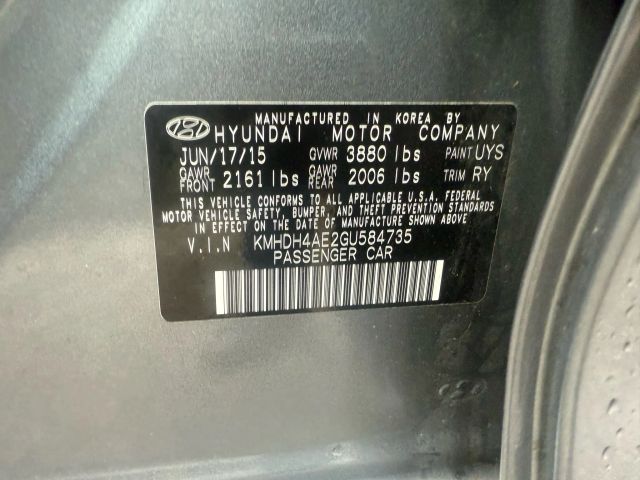 MANUFACTURED IN KOREA BY
HYUNDAI MOTOR COMPANY
JUN/17/15 GVWR 3880 lbs PAINT UYS
GAWR FRONT 2161 lbs GAWR REAR 2006 lbs TRIM RY
THIS VEHICLE CONFORMS TO ALL APPLICABLE U.S.A. FEDERAL
MOTOR VEHICLE SAFETY, BUMPER, AND THEFT PREVENTION
STANDARDS IN EFFECT ON THE DATE OF MANUFACTURE SHOWN ABOVE.
V.I.N KMHDH4AE2GU584735
PASSENGER CAR